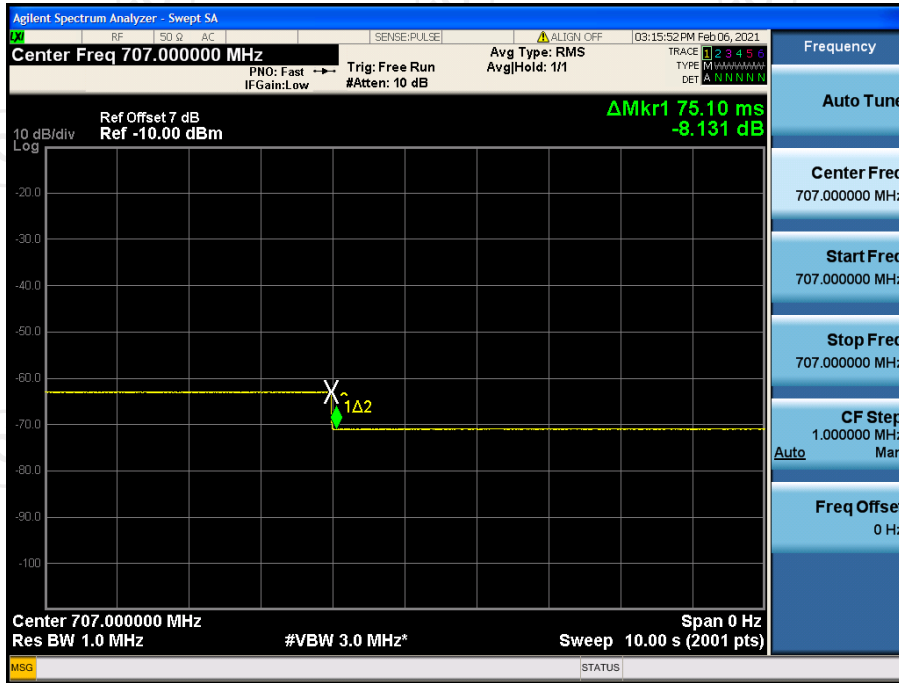 Agilent Spectrum Analyzer - Swept SA
LXI RF 50 Ω AC SENSE:PULSE ALIGN OFF 03:15:52 PM Feb 06, 2021
Center Freq 707.000000 MHz
PNO: Fast
IFGain:Low
Trig: Free Run
#Atten: 10 dB
Avg Type: RMS
Avg|Hold: 1/1
TRACE 1 2 3 4 5 6
TYPE M
DET A N N N N N
ΔMkr1 75.10 ms
-8.131 dB
Ref Offset 7 dB
10 dB/div Ref -10.00 dBm
Log
-20.0
-30.0
-40.0
-50.0
-60.0
1Δ2
-70.0
-80.0
-90.0
-100
Center 707.000000 MHz Span 0 Hz
Res BW 1.0 MHz #VBW 3.0 MHz* Sweep 10.00 s (2001 pts)
MSG STATUS
Frequency
Auto Tune
Center Freq
707.000000 MHz
Start Freq
707.000000 MHz
Stop Freq
707.000000 MHz
CF Step
1.000000 MHz
Auto Man
Freq Offset
0 Hz